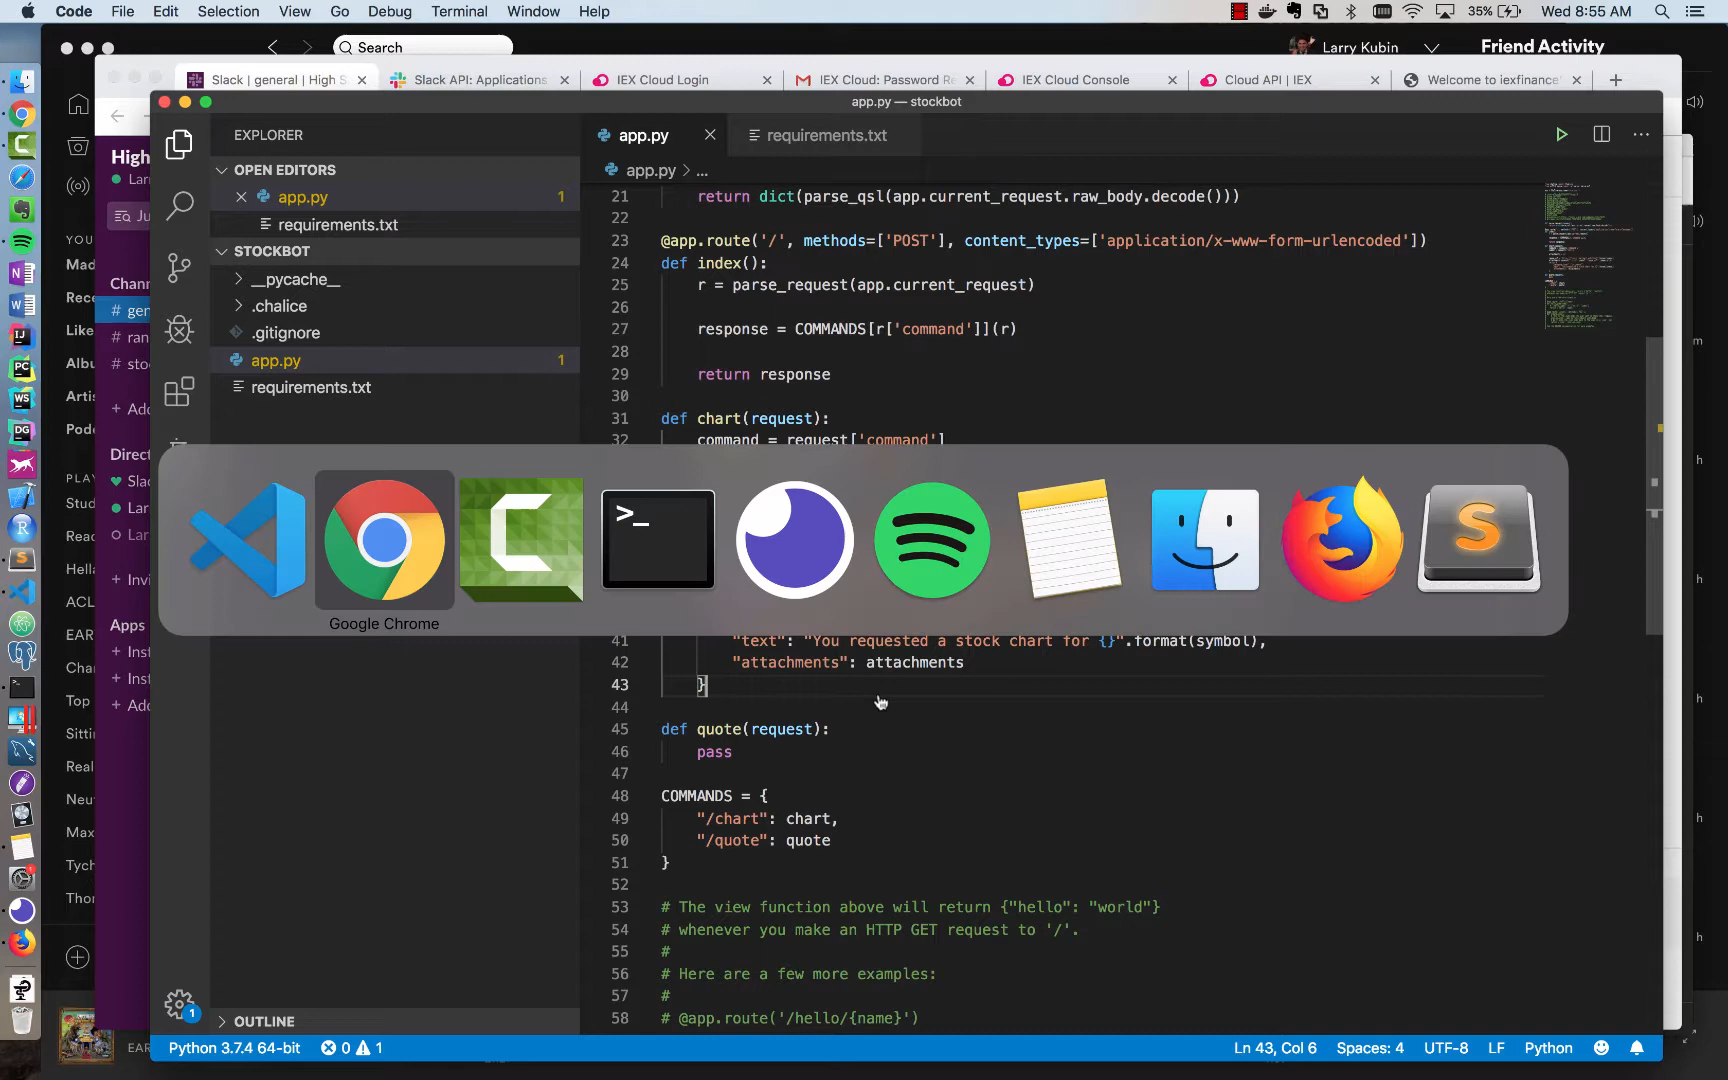 Code File Edit Selection View Go Debug Terminal Window Help
35% Wed 8:55 AM
Search
Larry Kubin
Friend Activity
Slack | general | High S
Slack API: Applications
IEX Cloud Login
IEX Cloud: Password Re
IEX Cloud Console
Cloud API | IEX
Welcome to iexfinance'
app.py — stockbot
EXPLORER
OPEN EDITORS
app.py 1
requirements.txt
STOCKBOT
__pycache__
.chalice
.gitignore
app.py 1
requirements.txt
OUTLINE
app.py
requirements.txt
app.py > ...
21 return dict(parse_qsl(app.current_request.raw_body.decode()))
22
23 @app.route('/', methods=['POST'], content_types=['application/x-www-form-urlencoded'])
24 def index():
25 r = parse_request(app.current_request)
26
27 response = COMMANDS[r['command']](r)
28
29 return response
30
31 def chart(request):
32 command = request['command']
Google Chrome
41 "text": "You requested a stock chart for {}".format(symbol),
42 "attachments": attachments
43 }
44
45 def quote(request):
46 pass
47
48 COMMANDS = {
49 "/chart": chart,
50 "/quote": quote
51 }
52
53 # The view function above will return {"hello": "world"}
54 # whenever you make an HTTP GET request to '/'.
55 #
56 # Here are a few more examples:
57 #
58 # @app.route('/hello/{name}')
Python 3.7.4 64-bit 0 1
Ln 43, Col 6 Spaces: 4 UTF-8 LF Python
High
Lar
Ju
Chann
# gen
# ran
# sto
+ Add
Direct
Sla
Lar
Lar
+ Invi
Apps
+ Inst
+ Inst
+ Add
YOU
Mad
Rece
Like
Albu
Artis
Pod
PLAY
Disc
Rea
Hella
ACL
EAR
Chan
Top
Sittin
Real
Neut
Max
Tych
Thor
EAR